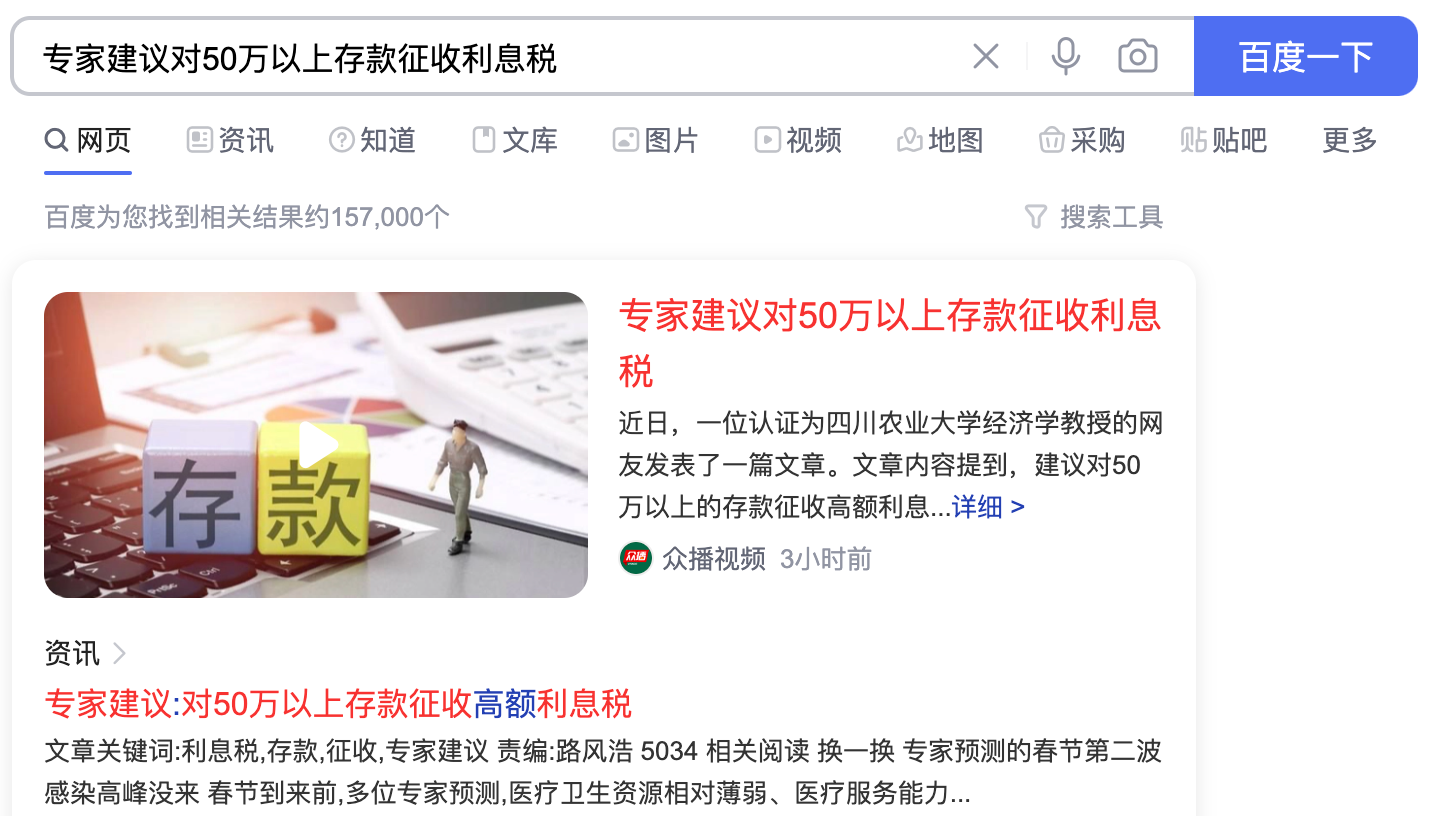 专家建议对50万以上存款征收利息税
百度一下
网页 资讯 知道 文库 图片 视频 地图 采购 贴贴吧 更多
百度为您找到相关结果约157,000个 搜索工具
专家建议对50万以上存款征收利息
税
近日，一位认证为四川农业大学经济学教授的网
友发表了一篇文章。文章内容提到，建议对50
万以上的存款征收高额利息...详细 >
众播 众播视频 3小时前
存款
Ctrl
资讯 >
专家建议:对50万以上存款征收高额利息税
文章关键词:利息税,存款,征收,专家建议 责编:路风浩 5034 相关阅读 换一换 专家预测的春节第二波
感染高峰没来 春节到来前,多位专家预测,医疗卫生资源相对薄弱、医疗服务能力...